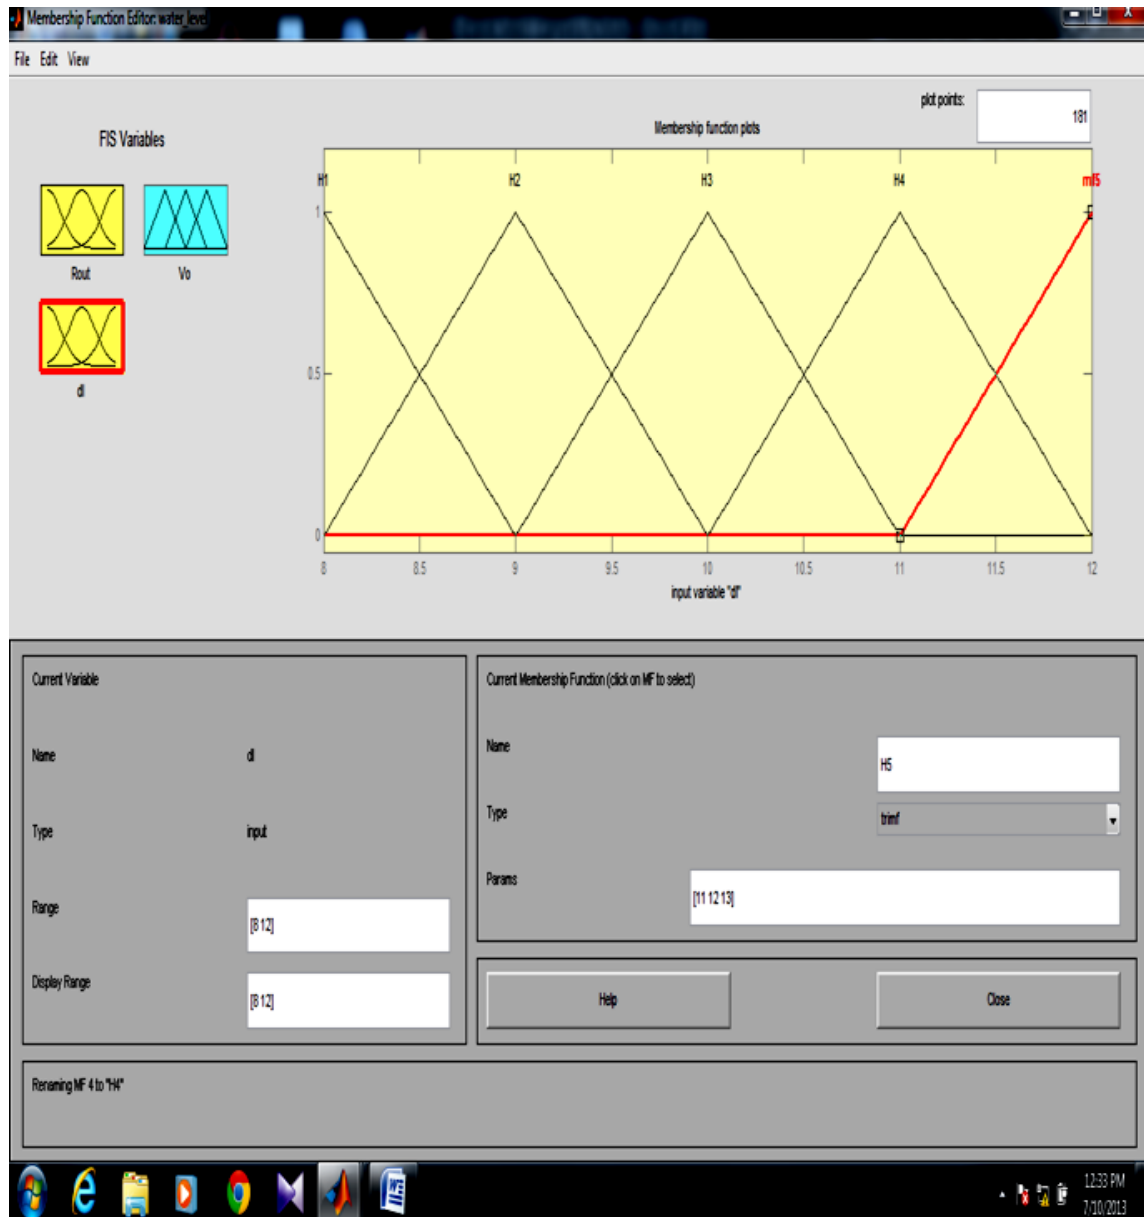 Membership Function Editor: water_level
File Edit View
FIS Variables
plot points:
181
Membership function plots
Rout
Vo
dl
H1
H2
H3
H4
mf5
1
0.5
0
8
8.5
9
9.5
10
10.5
11
11.5
12
input variable "dl"
Current Variable
Name
dl
Type
input
Range
[8 12]
Display Range
[8 12]
Current Membership Function (click on MF to select)
Name
H5
Type
trimf
Params
[11 12 13]
Help
Close
Renaming MF 4 to "H4"
12:33 PM
7/10/2013